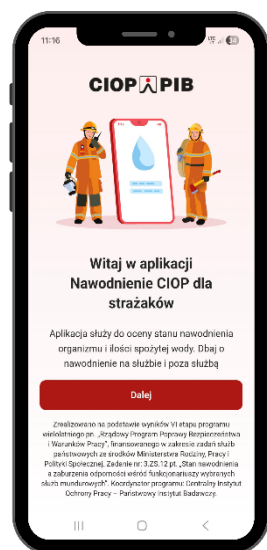 11:16
CIOP PIB
Witaj w aplikacji
Nawodnienie CIOP dla
strażaków
Aplikacja służy do oceny stanu nawodnienia
organizmu i ilości spożytej wody. Dbaj o
nawodnienie na służbie i poza służbą
Dalej
Zrealizowano na podstawie wyników VI etapu programu
wieloletniego pn. „Rządowy Program Poprawy Bezpieczeństwa
i Warunków Pracy”, finansowanego w zakresie zadań służb
państwowych ze środków Ministerstwa Rodziny, Pracy i
Polityki Społecznej. Zadanie nr: 3.ZS.12 pt. „Stan nawodnienia
a zaburzenia odporności wśród funkcjonariuszy wybranych
służb mundurowych”. Koordynator programu: Centralny Instytut
Ochrony Pracy – Państwowy Instytut Badawczy.